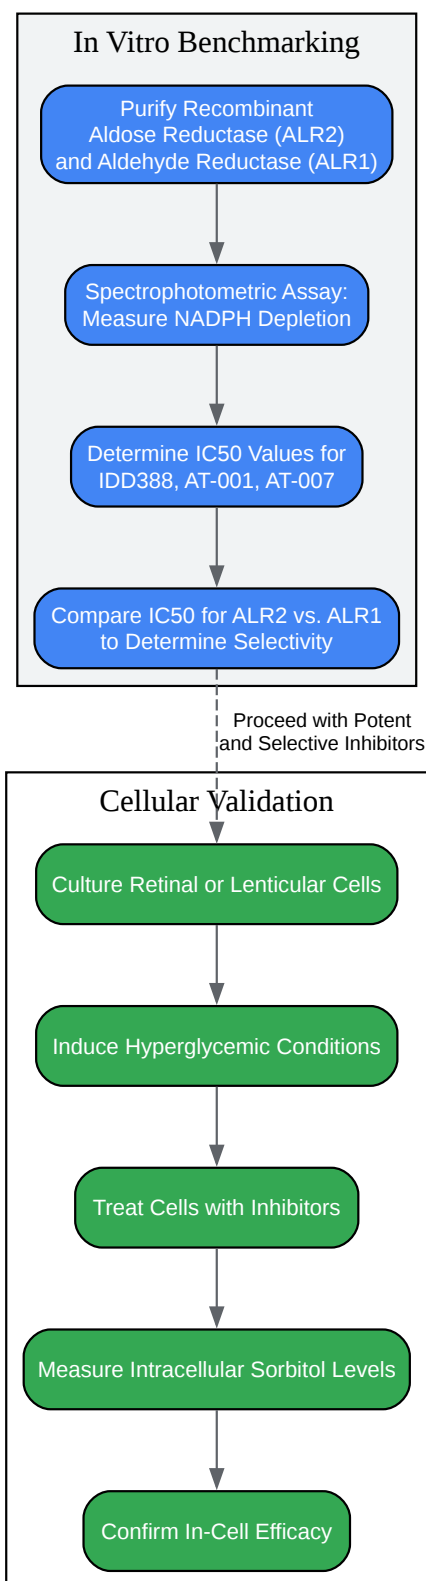 In Vitro Benchmarking
Purify Recombinant
Aldose Reductase (ALR2)
and Aldehyde Reductase (ALR1)
Spectrophotometric Assay:
Measure NADPH Depletion
Determine IC50 Values for
IDD388, AT-001, AT-007
Compare IC50 for ALR2 vs. ALR1
to Determine Selectivity
Proceed with Potent
and Selective Inhibitors
Cellular Validation
Culture Retinal or Lenticular Cells
Induce Hyperglycemic Conditions
Treat Cells with Inhibitors
Measure Intracellular Sorbitol Levels
Confirm In-Cell Efficacy